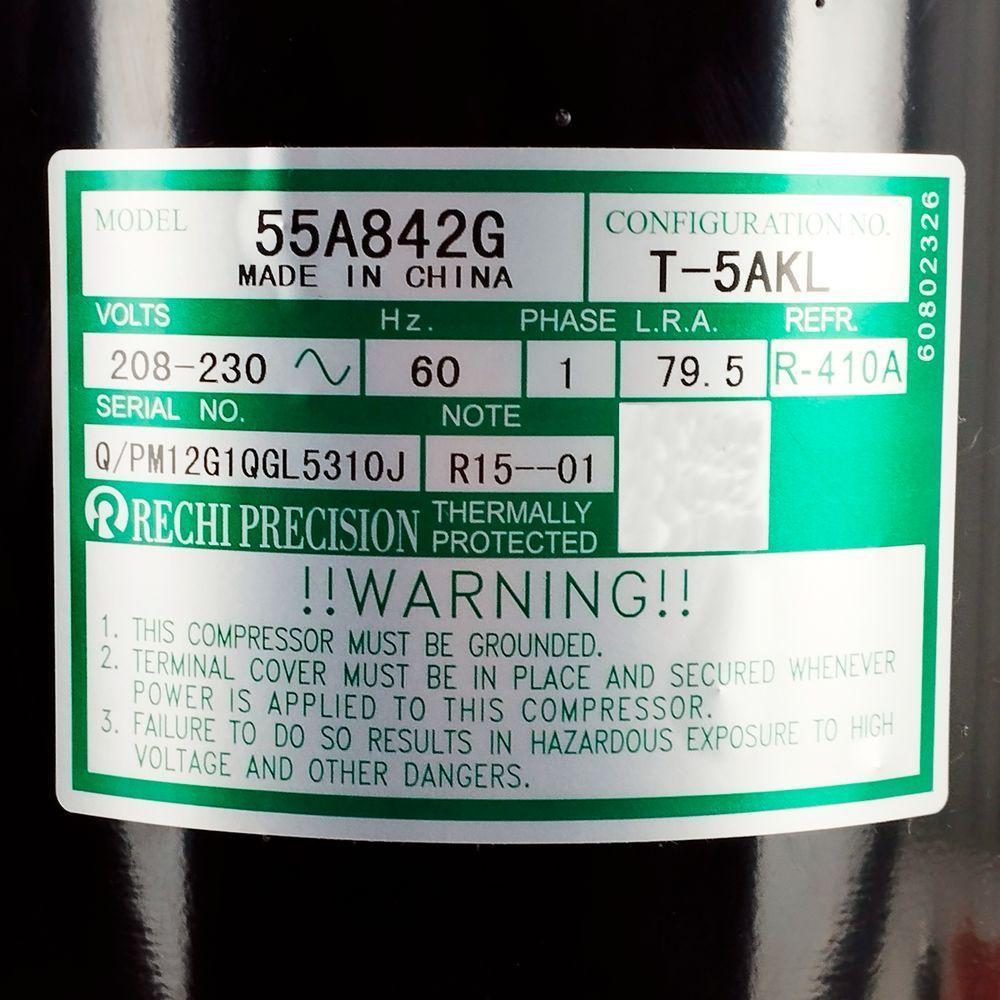 MODEL 55A842G
MADE IN CHINA
CONFIGURATION NO.
T-5AKL
60802326
VOLTS Hz. PHASE L.R.A. REFR.
208-230 60 1 79.5 R-410A
SERIAL NO. NOTE
Q/PM12G1QGL5310J R15--01
RECHI PRECISION
THERMALLY
PROTECTED
!!WARNING!!
1. THIS COMPRESSOR MUST BE GROUNDED.
2. TERMINAL COVER MUST BE IN PLACE AND SECURED WHENEVER
POWER IS APPLIED TO THIS COMPRESSOR.
3. FAILURE TO DO SO RESULTS IN HAZARDOUS EXPOSURE TO HIGH
VOLTAGE AND OTHER DANGERS.